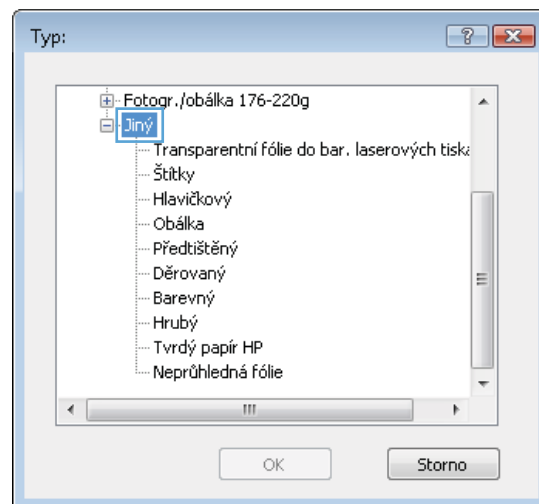 Typ:
Fotogr./obálka 176-220g
Jiný
Transparentní fólie do bar. laserových tiska
Štítky
Hlavičkový
Obálka
Předtištěný
Děrovaný
Barevný
Hrubý
Tvrdý papír HP
Neprůhledná fólie
OK
Storno